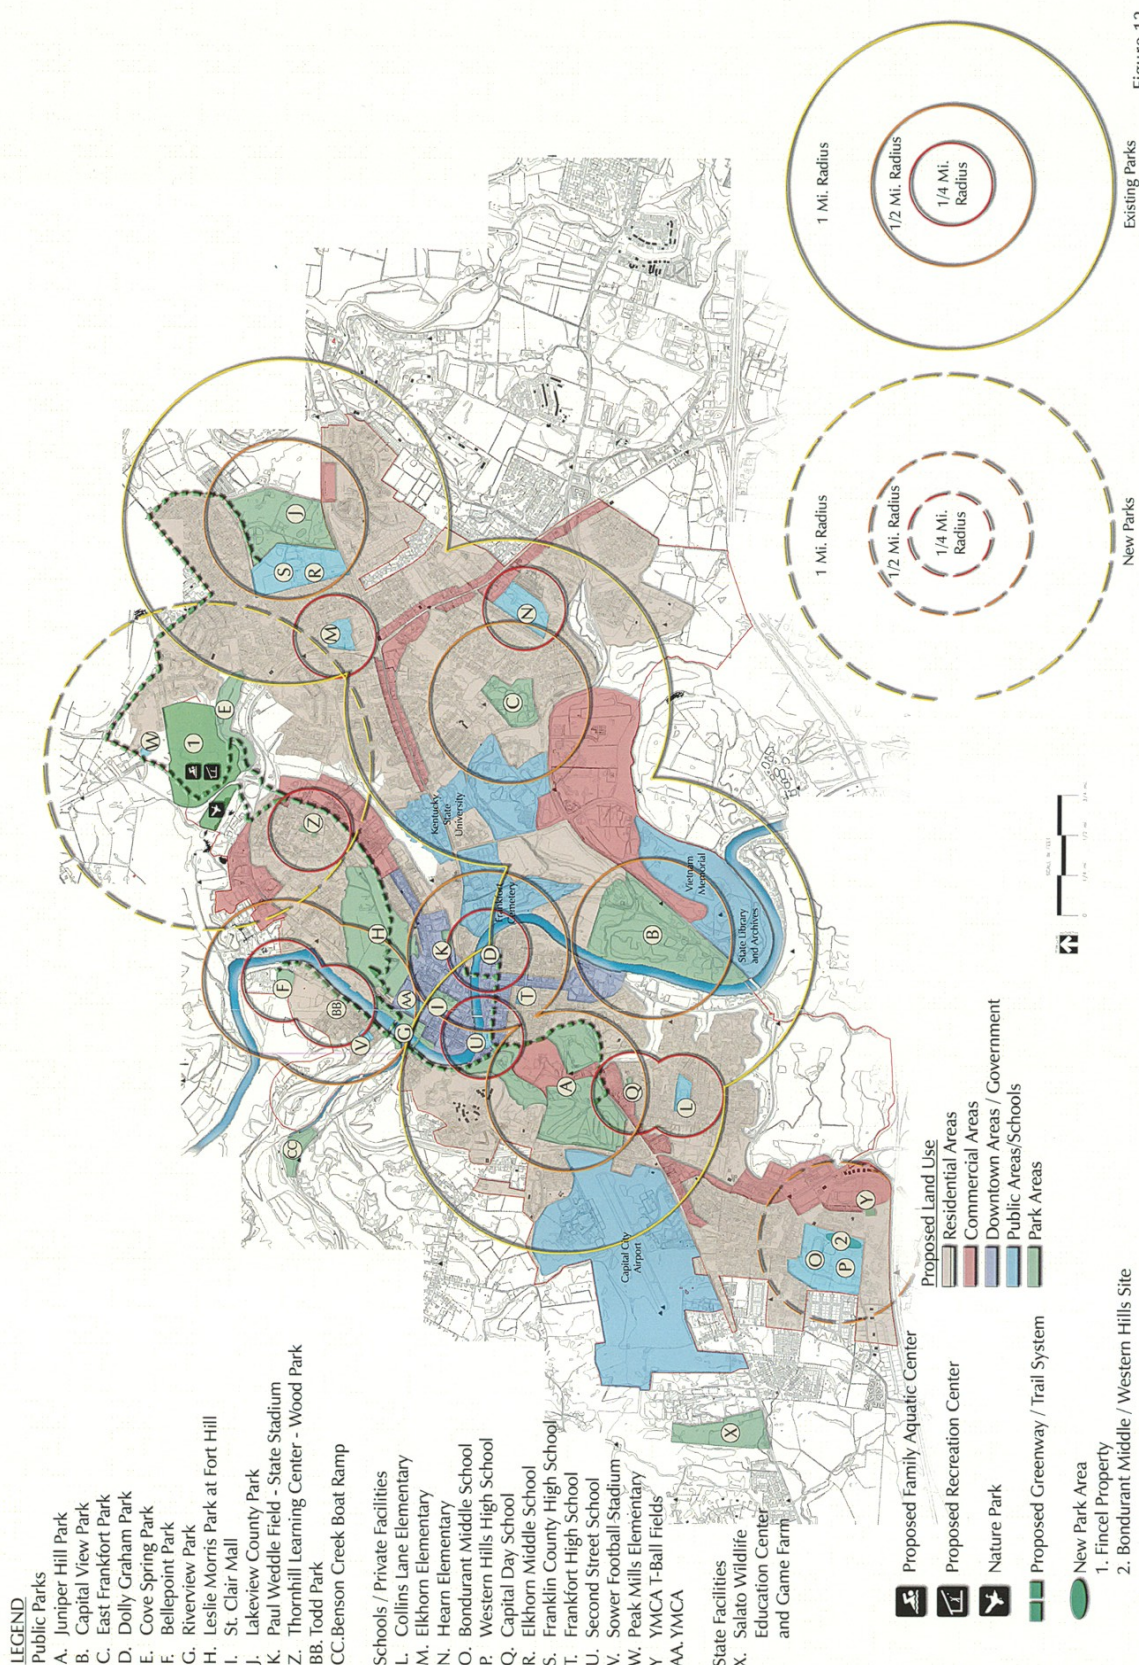 LEGEND
Public Parks
A. Juniper Hill Park
B. Capital View Park
C. East Frankfort Park
D. Dolly Graham Park
E. Cove Spring Park
F. Bellepoint Park
G. Riverview Park
H. Leslie Morris Park at Fort Hill
I. St. Clair Mall
J. Lakeview County Park
K. Paul Weddle Field - State Stadium
Z. Thornhill Learning Center - Wood Park
BB. Todd Park
CC.Benson Creek Boat Ramp
Schools / Private Facilities
L. Collins Lane Elementary
M. Elkhorn Elementary
N. Hearn Elementary
O. Bondurant Middle School
P. Western Hills High School
Q. Capital Day School
R. Elkhorn Middle School
S. Franklin County High School
T. Frankfort High School
U. Second Street School
V. Sower Football Stadium
W. Peak Mills Elementary
Y YMCA T-Ball Fields
AA. YMCA
State Facilities
X. Salato Wildlife
Education Center
and Game Farm
Proposed Family Aquatic Center
Proposed Recreation Center
Nature Park
Proposed Greenway / Trail System
New Park Area
1. Fincel Property
2. Bondurant Middle / Western Hills Site
Proposed Land Use
Residential Areas
Commercial Areas
Downtown Areas / Government
Public Areas/Schools
Park Areas
W
1
E
Z
F
BB
V
H
AA
G
I
K
D
U
T
CC
S
R
J
M
N
C
B
A
Q
L
O
P
2
Y
X
Kentucky
State
University
Frankfort
Cemetery
Vietnam
Memorial
State Library
and Archives
Capital City
Airport
1 Mi. Radius
1/2 Mi. Radius
1/4 Mi.
Radius
New Parks
1 Mi. Radius
1/2 Mi. Radius
1/4 Mi.
Radius
Existing Parks
Figure 12